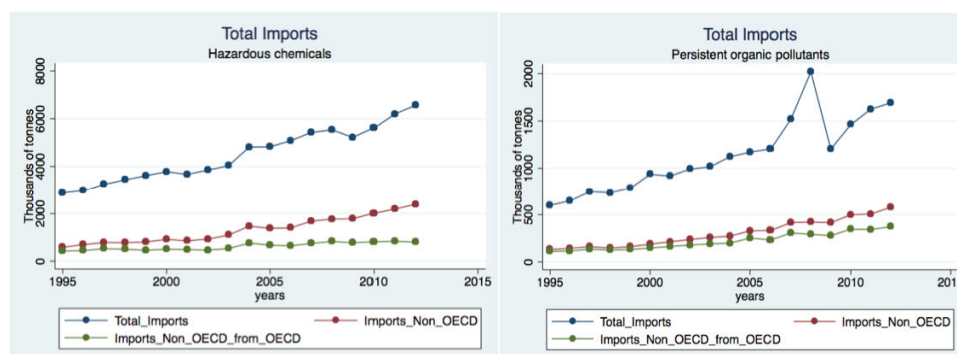 Total Imports
Hazardous chemicals
Thousands of tonnes
8000
6000
4000
2000
0
1995
2000
2005
2010
2015
years
Total_Imports
Imports_Non_OECD
Imports_Non_OECD_from_OECD
Total Imports
Persistent organic pollutants
Thousands of tonnes
2000
1500
1000
500
0
1995
2000
2005
2010
201
years
Total_Imports
Imports_Non_OECD
Imports_Non_OECD_from_OECD